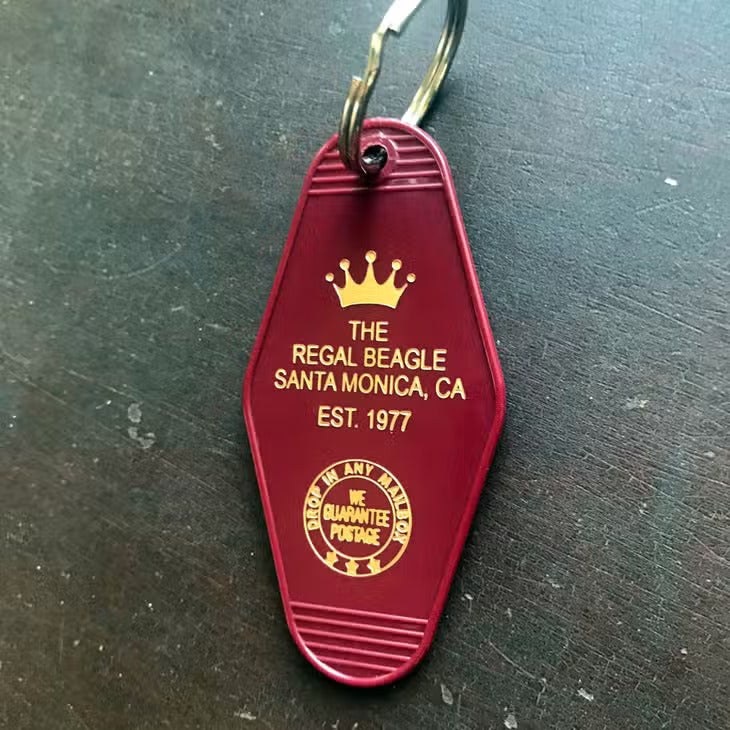 THE
REGAL BEAGLE
SANTA MONICA, CA
EST. 1977
DROP IN ANY MAILBOX
WE
GUARANTEE
POSTAGE